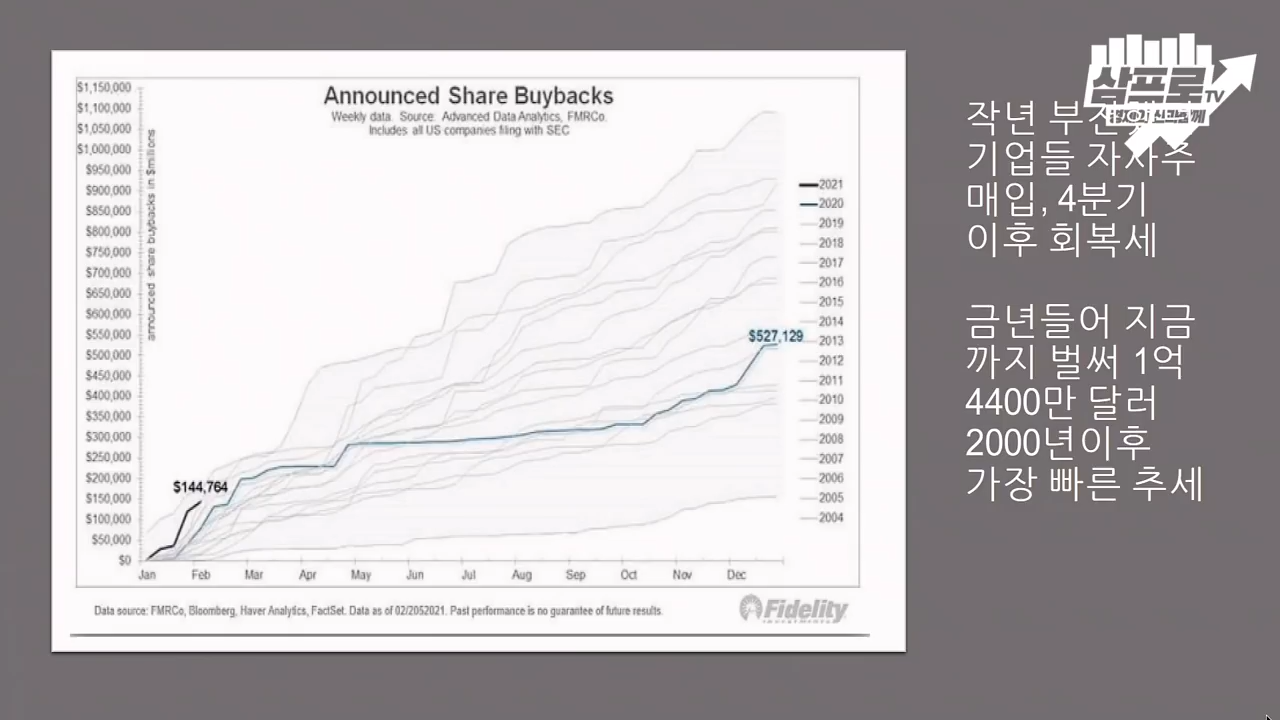 Announced Share Buybacks
Weekly data. Source: Advanced Data Analytics, FMRCo.
Includes all US companies filing with SEC
announced share buybacks in $millions
$1,150,000
$1,100,000
$1,050,000
$1,000,000
$950,000
$900,000
$850,000
$800,000
$750,000
$700,000
$650,000
$600,000
$550,000
$500,000
$450,000
$400,000
$350,000
$300,000
$250,000
$200,000
$150,000
$100,000
$50,000
$0
$144,764
$527,129
2021
2020
2019
2018
2017
2016
2015
2014
2013
2012
2011
2010
2009
2008
2007
2006
2005
2004
Jan Feb Mar Apr May Jun Jul Aug Sep Oct Nov Dec
Data source: FMRCo, Bloomberg, Haver Analytics, FactSet. Data as of 02/2052021. Past performance is no guarantee of future results.
Fidelity
INVESTMENTS
삼프로TV
작년
기업들 자사주
매입, 4분기
이후 회복세
금년들어 지금
까지 벌써 1억
4400만 달러
2000년이후
가장 빠른 추세